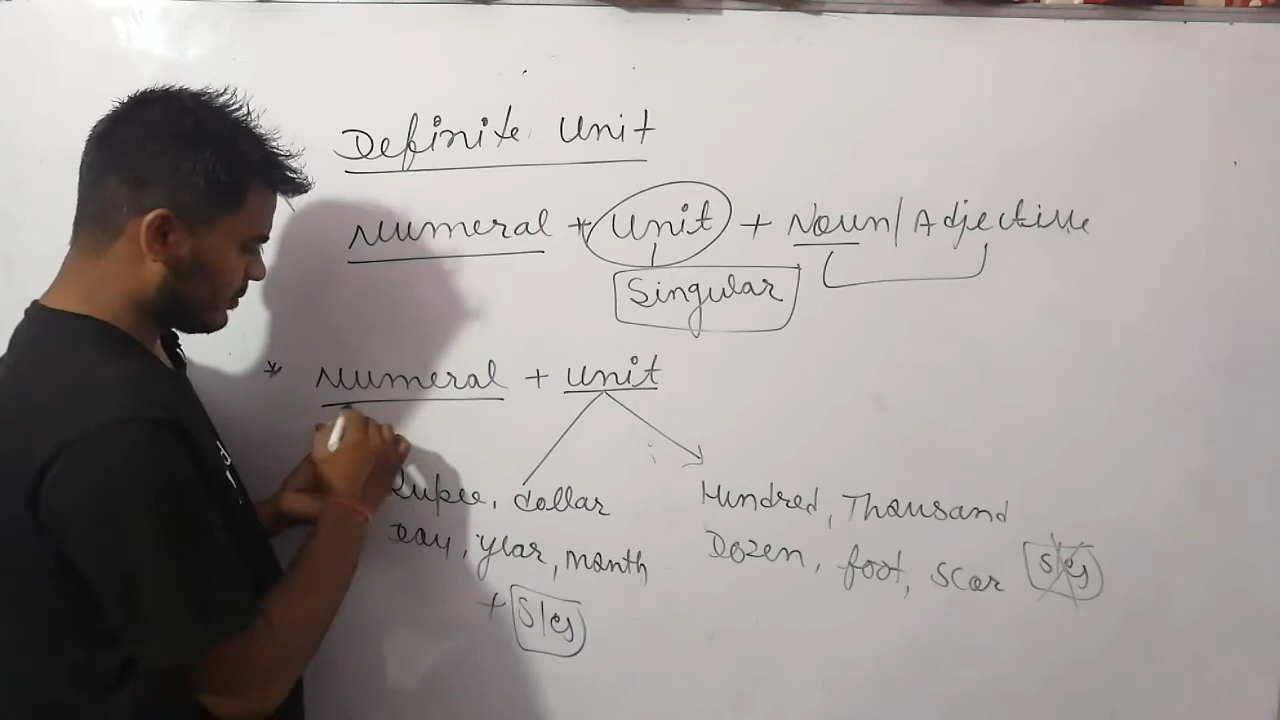 Definite Unit
Numeral + Unit + Noun/Adjective
Singular
* Numeral + Unit
Rupee, dollar
Day, year, month
+ S/es
Hundred, Thousand
Dozen, foot, scor
S/es